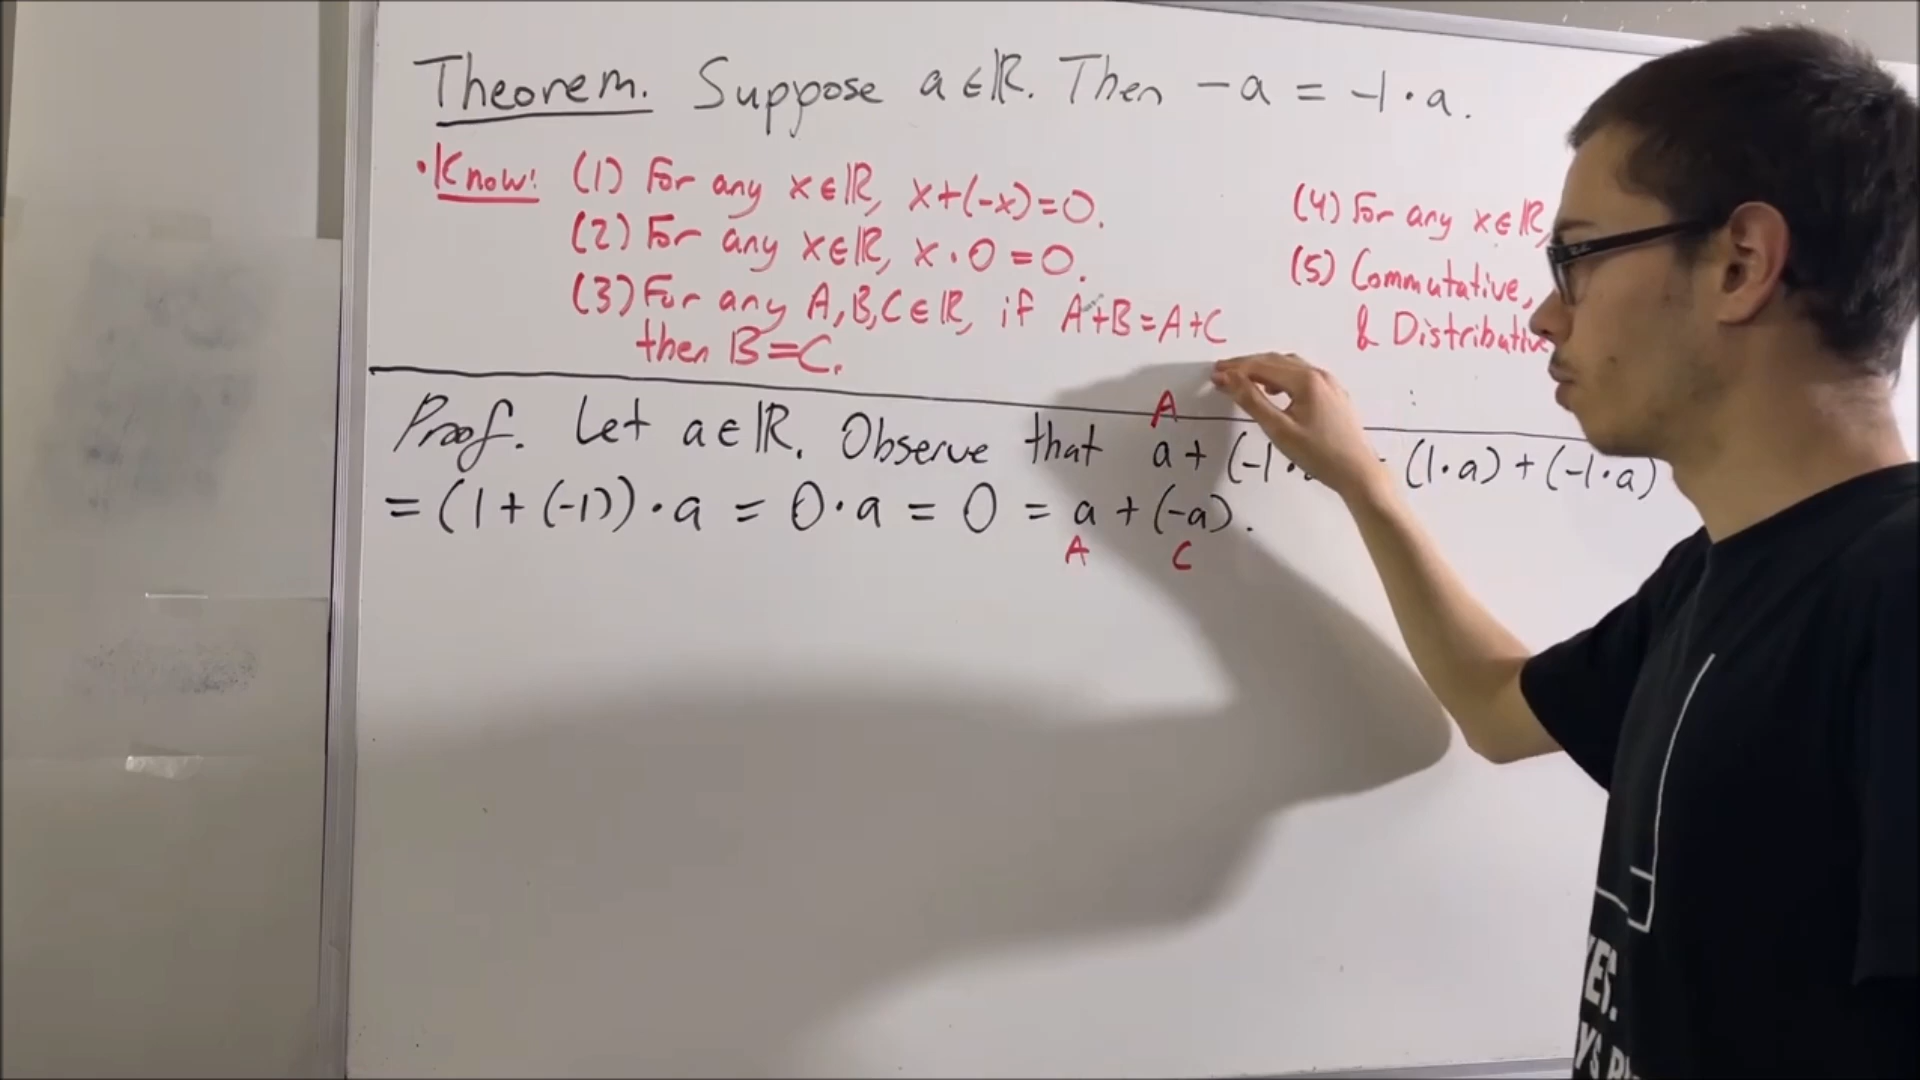 Theorem. Suppose a ∈ ℝ. Then -a = -1 · a.
• Know: (1) For any x ∈ ℝ, x+(-x)=0.
(2) For any x ∈ ℝ, x · 0 = 0.
(3) For any A, B, C ∈ ℝ, if A+B=A+C
then B=C.
(4) For any x ∈ ℝ,
(5) Commutative,
& Distributive
A
Proof. Let a ∈ ℝ. Observe that a + (-1 · (1·a) + (-1·a)
= (1 + (-1)) · a = 0 · a = 0 = a + (-a).
A C